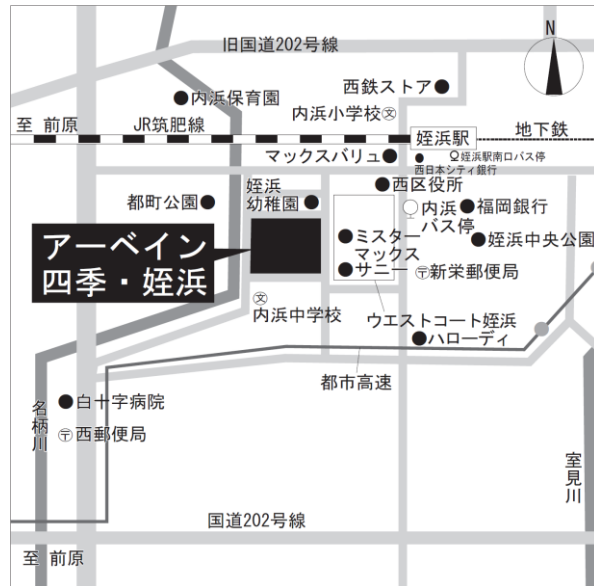 旧国道202号線
N
西鉄ストア
内浜保育園
内浜小学校 文
至 前原
JR筑肥線
姪浜駅
地下鉄
マックスバリュ
姪浜駅南口バス停
西日本シティ銀行
西区役所
都町公園
姪浜
幼稚園
内浜
バス停
福岡銀行
姪浜中央公園
アーベイン
四季・姪浜
ミスター
マックス
サニー
〒新栄郵便局
文
内浜中学校
ウエストコート姪浜
ハローディ
都市高速
名柄川
白十字病院
〒西郵便局
室見川
国道202号線
至 前原